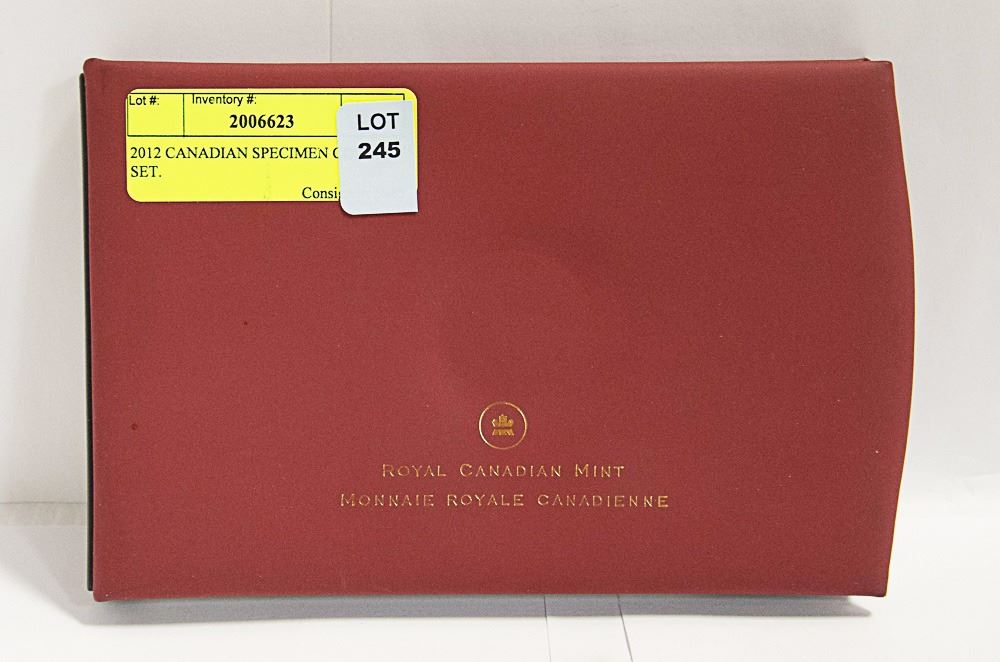 Lot #:
Inventory #:
2006623
2012 CANADIAN SPECIMEN
SET.
LOT
245
ROYAL CANADIAN MINT
MONNAIE ROYALE CANADIENNE